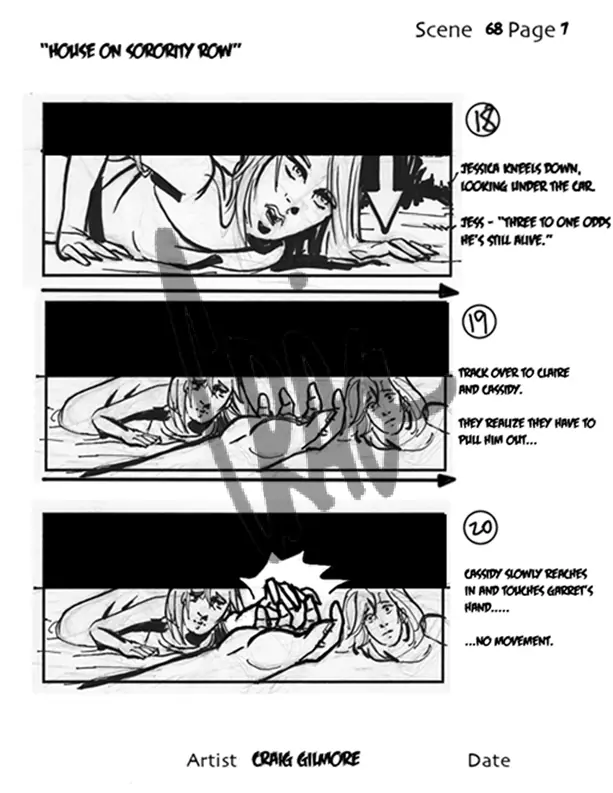 Scene 68 Page 7
"HOUSE ON SORORITY ROW"
18
JESSICA KNEELS DOWN,
LOOKING UNDER THE CAR.
JESS - "THREE TO ONE ODDS
HE'S STILL ALIVE."
19
TRACK OVER TO CLAIRE
AND CASSIDY.
THEY REALIZE THEY HAVE TO
PULL HIM OUT...
20
CASSIDY SLOWLY REACHES
IN AND TOUCHES GARRET'S
HAND.....
...NO MOVEMENT.
Artist CRAIG GILMORE Date